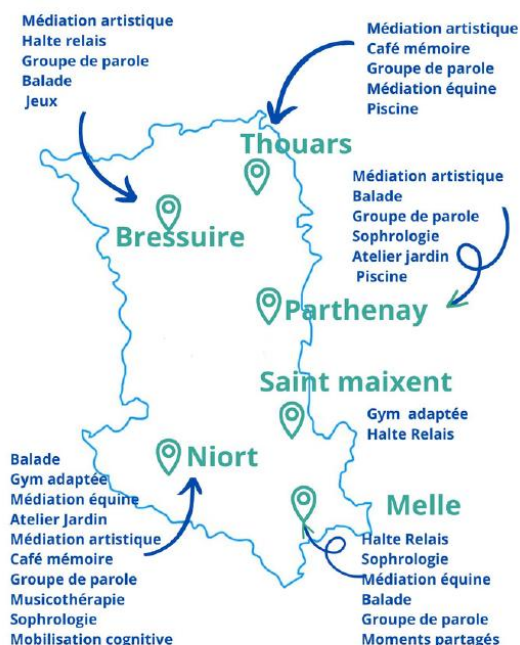 Médiation artistique
Halte relais
Groupe de parole
Balade
Jeux
Médiation artistique
Café mémoire
Groupe de parole
Médiation équine
Piscine
Thouars
Bressuire
Médiation artistique
Balade
Groupe de parole
Sophrologie
Atelier jardin
Piscine
Parthenay
Saint maixent
Gym adaptée
Halte Relais
Niort
Balade
Gym adaptée
Médiation équine
Atelier Jardin
Médiation artistique
Café mémoire
Groupe de parole
Musicothérapie
Sophrologie
Mobilisation cognitive
Melle
Halte Relais
Sophrologie
Médiation équine
Balade
Groupe de parole
Moments partagés